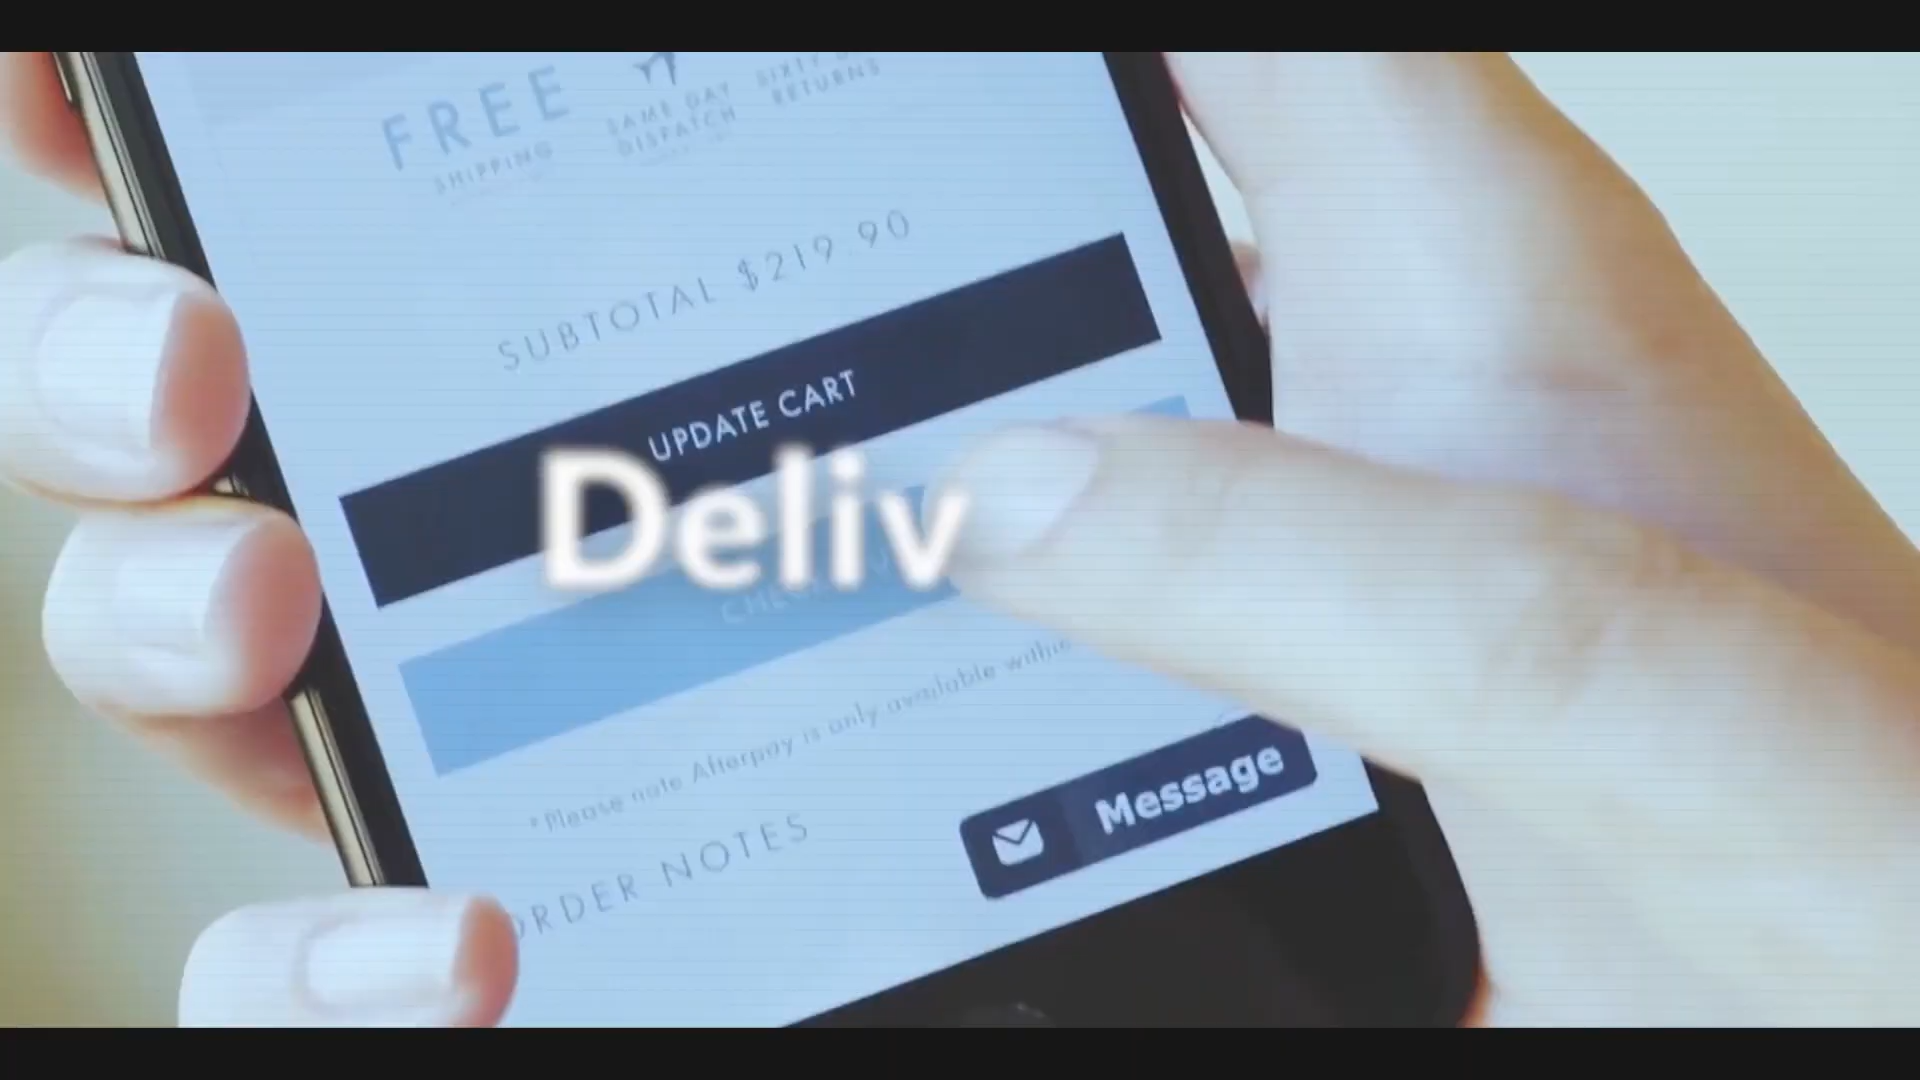 FREE
SHIPPING
SAME DAY
DISPATCH
RETURNS
SUBTOTAL $219.90
UPDATE CART
Deliv
*Please note Afterpay is only available within
ORDER NOTES
Message